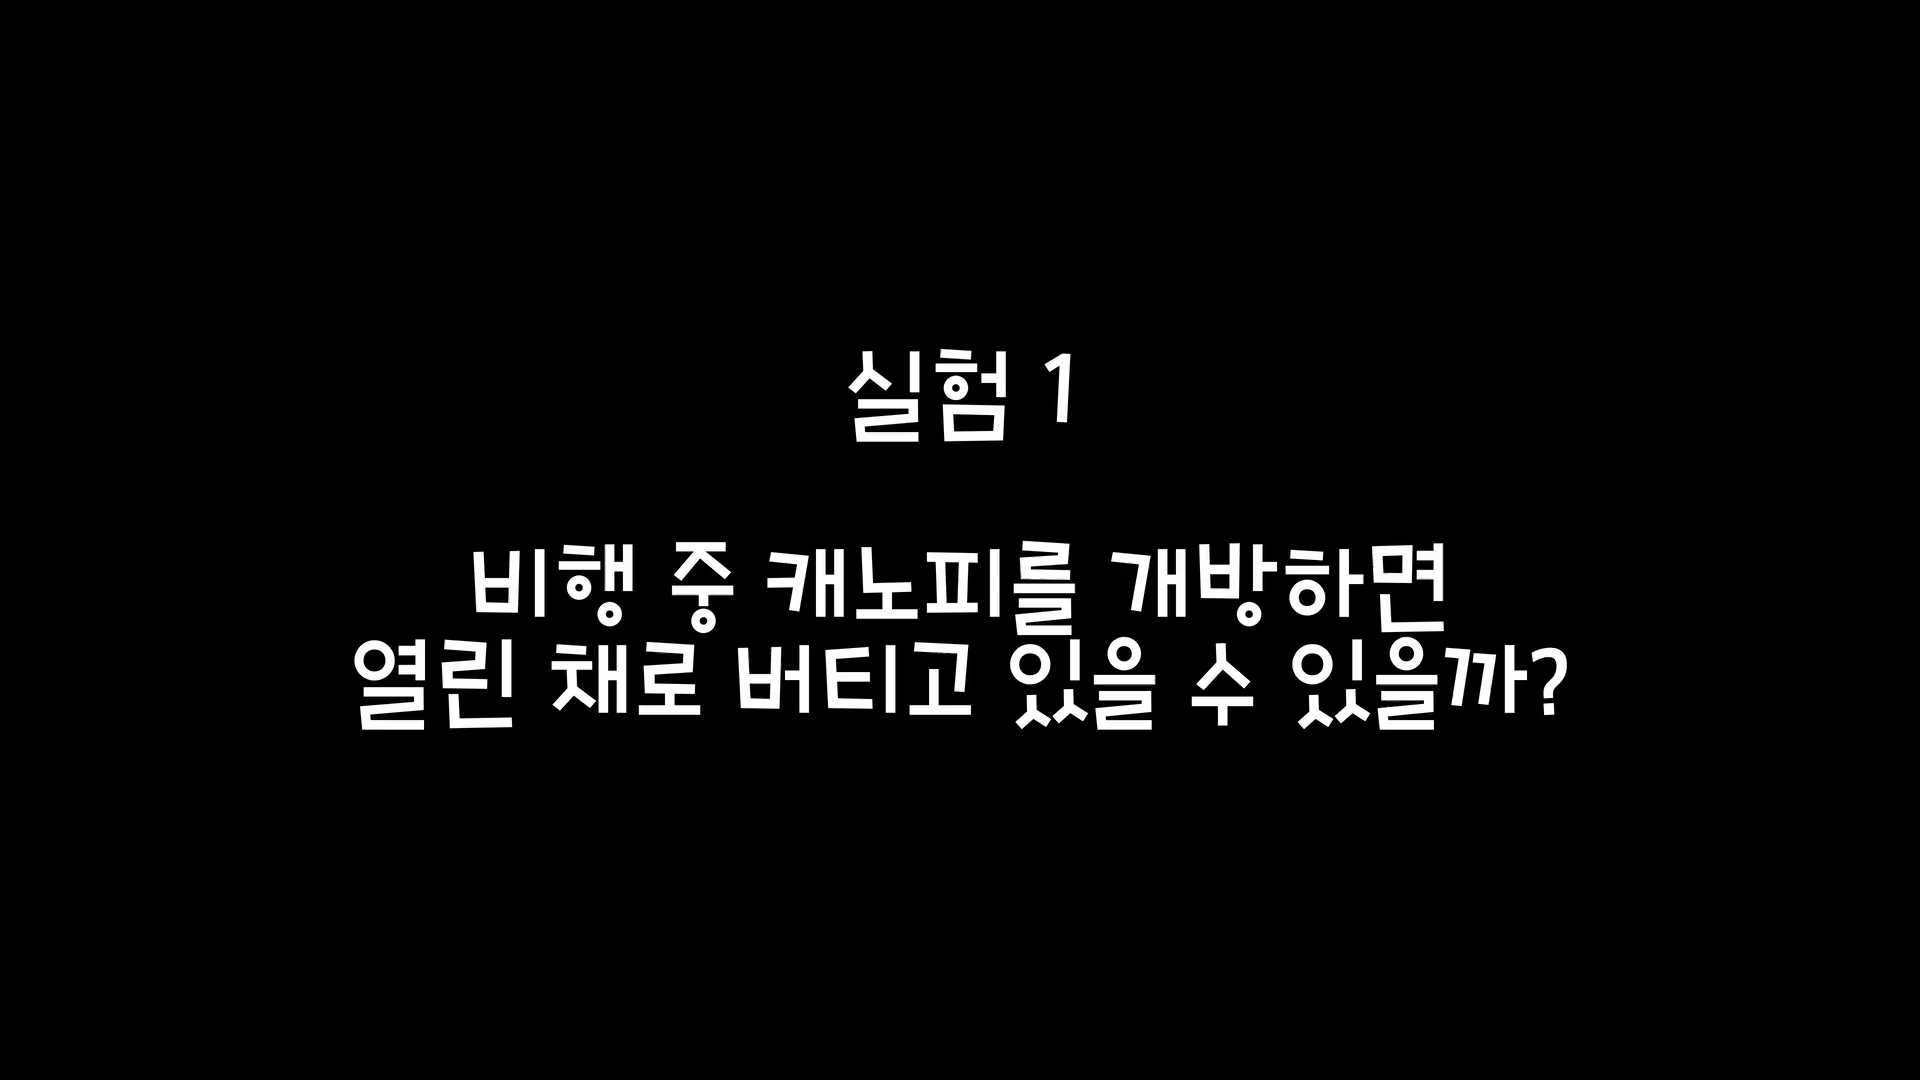 실험 1
비행 중 캐노피를 개방하면
열린 채로 버티고 있을 수 있을까?